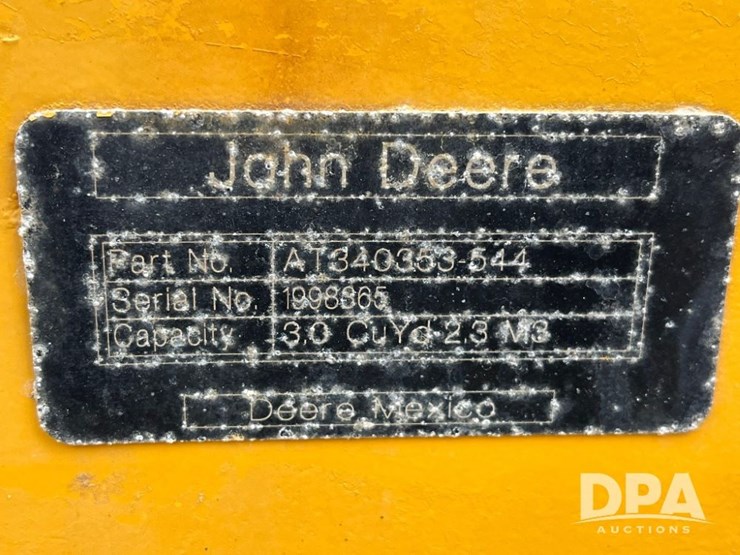 John Deere
Part No. AT340353-544
Serial No. 1998365
Capacity 3.0 CuYd-2.3 M3
Deere Mexico
DPA
AUCTIONS